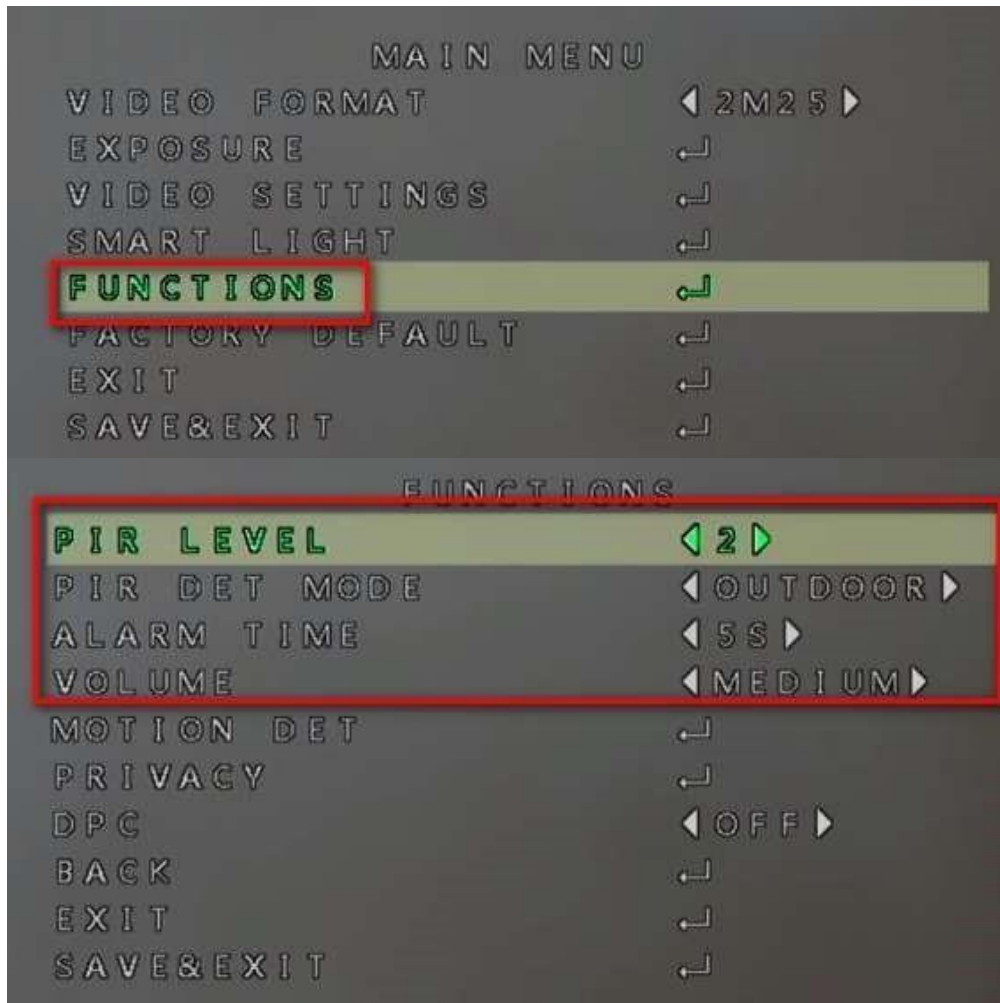 MAIN MENU
VIDEO FORMAT 2M25
EXPOSURE
VIDEO SETTINGS
SMART LIGHT
FUNCTIONS
FACTORY DEFAULT
EXIT
SAVE&EXIT
FUNCTIONS
PIR LEVEL 2
PIR DET MODE OUTDOOR
ALARM TIME 5S
VOLUME MEDIUM
MOTION DET
PRIVACY
DPC OFF
BACK
EXIT
SAVE&EXIT